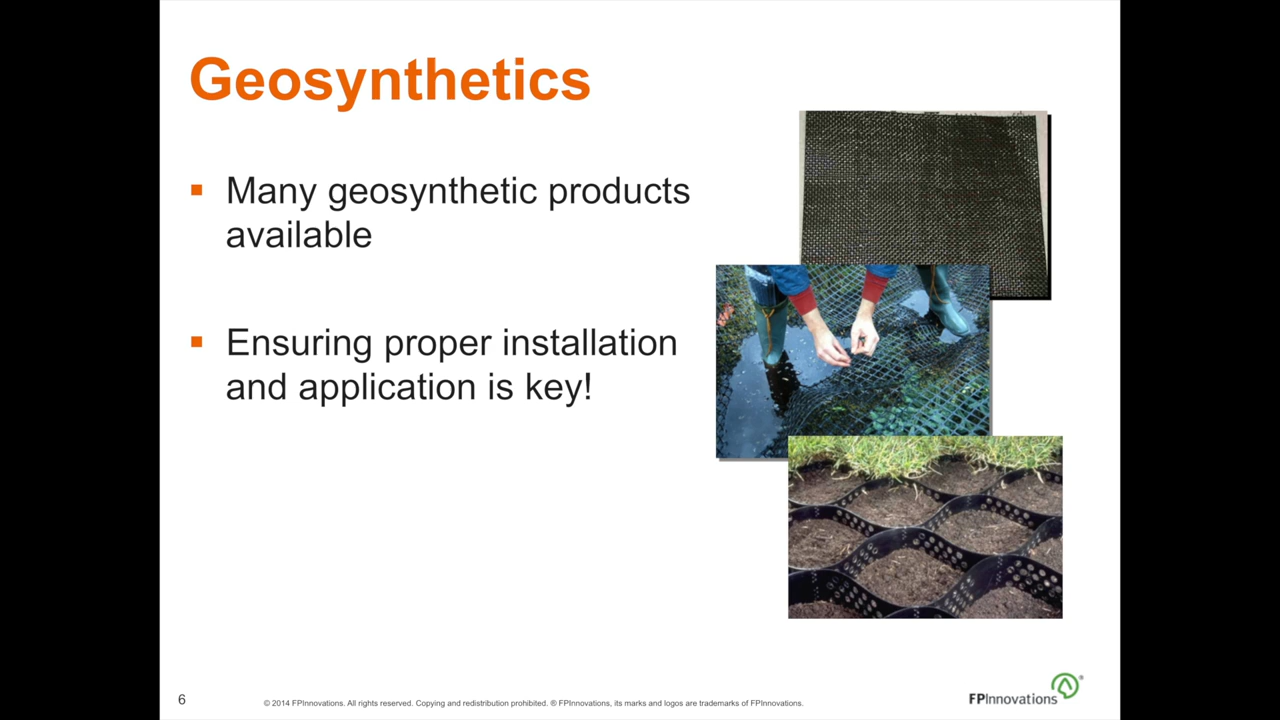 Geosynthetics
▪ Many geosynthetic products
available
▪ Ensuring proper installation
and application is key!
6
© 2014 FPInnovations. All rights reserved. Copying and redistribution prohibited. ® FPInnovations, its marks and logos are trademarks of FPInnovations.
FPInnovations®